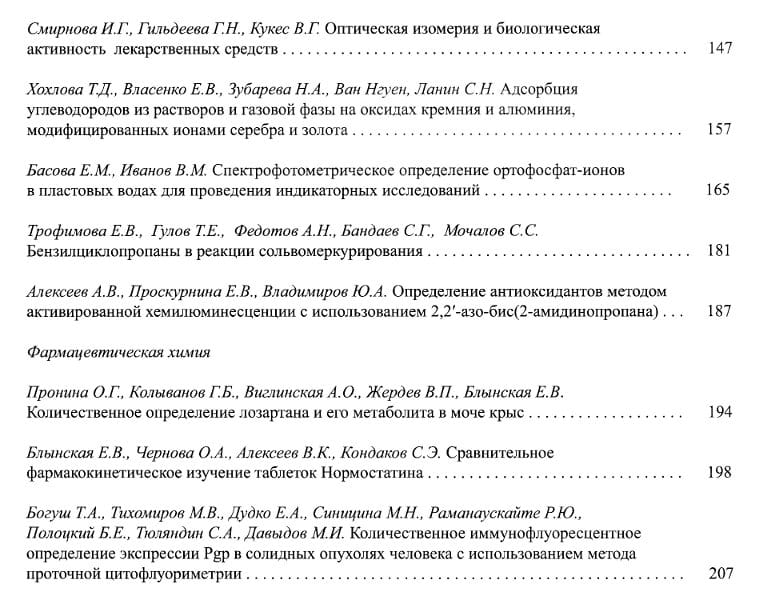 Смирнова И.Г., Гильдеева Г.Н., Кукес В.Г. Оптическая изомерия и биологическая
активность лекарственных средств . . . . . . . . . . . . . . . . . . . . . . . . . . . . . . . . . . . . . . . . . . . . . 147
Хохлова Т.Д., Власенко Е.В., Зубарева Н.А., Ван Нгуен, Ланин С.Н. Адсорбция
углеводородов из растворов и газовой фазы на оксидах кремния и алюминия,
модифицированных ионами серебра и золота . . . . . . . . . . . . . . . . . . . . . . . . . . . . . . . . . . . . . 157
Басова Е.М., Иванов В.М. Спектрофотометрическое определение ортофосфат-ионов
в пластовых водах для проведения индикаторных исследований . . . . . . . . . . . . . . . . . . . . . 165
Трофимова Е.В., Гулов Т.Е., Федотов А.Н., Бандаев С.Г., Мочалов С.С.
Бензилциклопропаны в реакции сольвомеркурирования . . . . . . . . . . . . . . . . . . . . . . . . . . . . . 181
Алексеев А.В., Проскурнина Е.В., Владимиров Ю.А. Определение антиоксидантов методом
активированной хемилюминесценции с использованием 2,2′-азо-бис(2-амидинопропана) . . . 187
Фармацевтическая химия
Пронина О.Г., Колыванов Г.Б., Виглинская А.О., Жердев В.П., Блынская Е.В.
Количественное определение лозартана и его метаболита в моче крыс . . . . . . . . . . . . . . . . . . 194
Блынская Е.В., Чернова О.А., Алексеев В.К., Кондаков С.Э. Сравнительное
фармакокинетическое изучение таблеток Нормостатина . . . . . . . . . . . . . . . . . . . . . . . . . . . . . 198
Богуш Т.А., Тихомиров М.В., Дудко Е.А., Синицина М.Н., Раманаускайте Р.Ю.,
Полоцкий Б.Е., Тюляндин С.А., Давыдов М.И. Количественное иммунофлуоресцентное
определение экспрессии Pgp в солидных опухолях человека с использованием метода
проточной цитофлуориметрии . . . . . . . . . . . . . . . . . . . . . . . . . . . . . . . . . . . . . . . . . . . . . . . . . 207